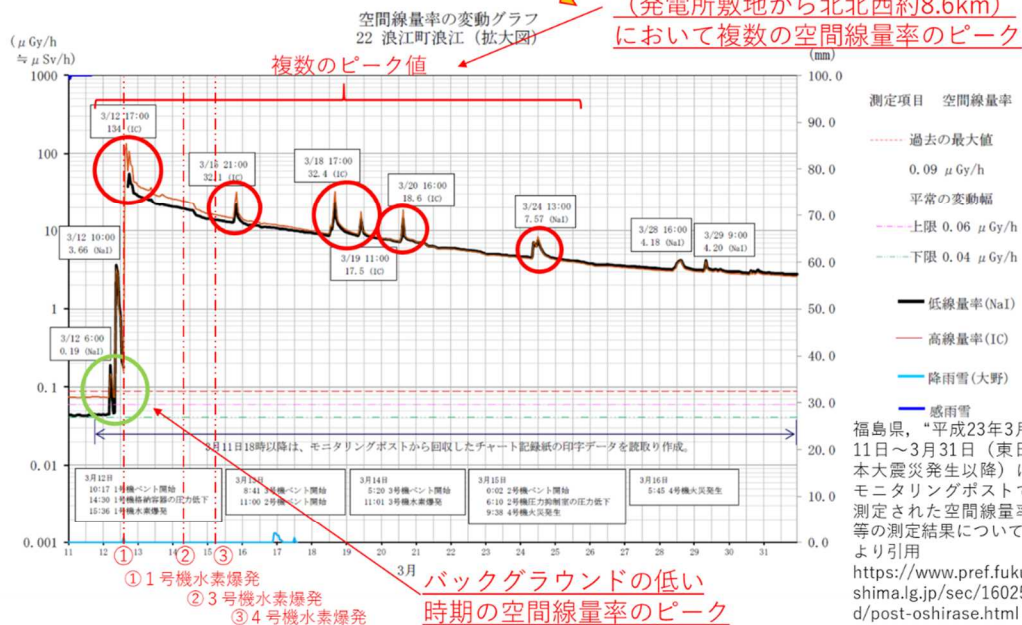 （発電所敷地から北北西約8.6km）
において複数の空間線量率のピーク
空間線量率の変動グラフ
22 浪江町浪江（拡大図）
(μGy/h
≒μSv/h)
複数のピーク値
(mm)
1000
100
10
1
0.1
0.01
0.001
100.0
90.0
80.0
70.0
60.0
50.0
40.0
30.0
20.0
10.0
0.0
3/12 17:00
134 (IC)
21:00
(IC)
3/18 17:00
32.4 (IC)
3/20 16:00
18.6 (IC)
3/24 13:00
7.57 (NaI)
3/28 16:00
4.18 (NaI)
3/29 9:00
4.20 (NaI)
3/12 10:00
3.66 (NaI)
3/19 11:00
17.5 (IC)
3/12 6:00
0.19 (NaI)
測定項目 空間線量率
過去の最大値
0.09 μGy/h
平常の変動幅
上限 0.06 μGy/h
下限 0.04 μGy/h
低線量率(NaI)
高線量率(IC)
降雨雪(大野)
感雨雪
月11日18時以降は、モニタリングポストから回収したチャート記録紙の印字データを読取り作成。
3月12日
10:17 1号機ベント開始
14:30 1号機格納容器の圧力低下
15:36 1号機水素爆発
3月
8:41 3号機ベント開始
11:00 2号機ベント開始
3月14日
5:20 3号機ベント開始
11:01 3号機水素爆発
3月15日
0:02 2号機ベント開始
6:10 2号機圧力抑制室の圧力低下
9:38 4号機火災発生
3月16日
5:45 4号機火災発生
11 12 13 14 15 16 17 18 19 20 21 22 23 24 25 26 27 28 29 30 31
3月
① ② ③
①１号機水素爆発
②３号機水素爆発
③４号機水素爆発
バックグラウンドの低い
時期の空間線量率のピーク
福島県，“平成23年3月
11日～3月31日（東日
本大震災発生以降）に
モニタリングポストで
測定された空間線量率
等の測定結果について
より引用
https://www.pref.fuku
shima.lg.jp/sec/16025
d/post-oshirase.html